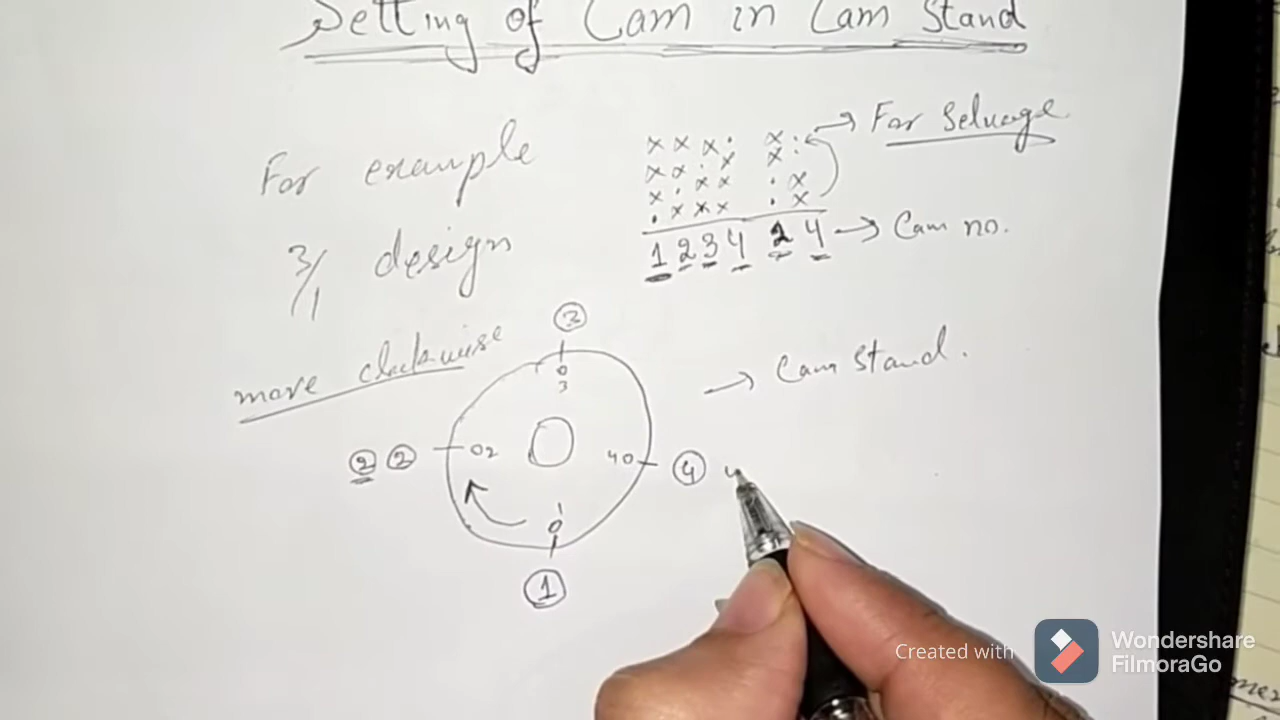 Setting of Cam in Cam Stand
For example
3/1 design
x x x . x . → For Selvage
x x . x x .
x . x x . x
. x x x . x
1 2 3 4 2 4 → Cam no.
move clockwise
3
0
3
→ Cam Stand.
2 2 02 40 4
1
0
1
Created with Wondershare FilmoraGo